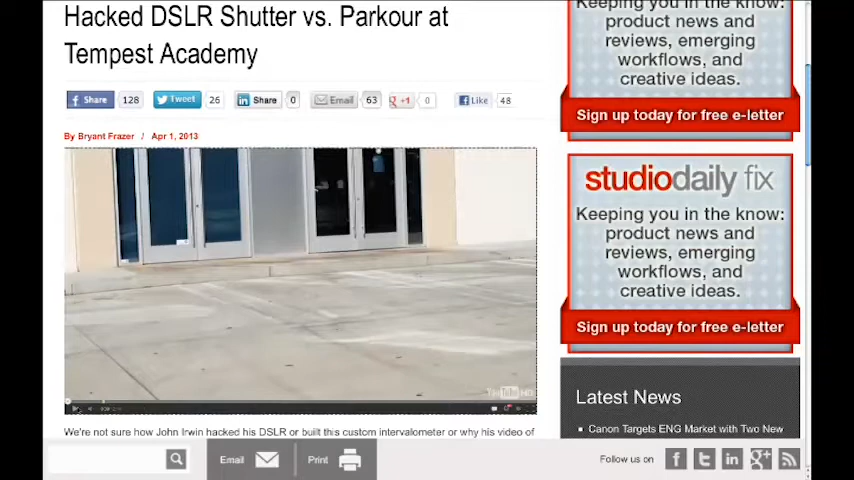 Hacked DSLR Shutter vs. Parkour at
Tempest Academy
Share 128
Tweet 26
Share 0
Email 63
+1 0
Like 48
By Bryant Frazer / Apr 1, 2013
We're not sure how John Irwin hacked his DSLR or built this custom intervalometer or why his video of
Email
Print
Keeping you in the know:
product news and
reviews, emerging
workflows, and
creative ideas.
Sign up today for free e-letter
studiodaily fix
Keeping you in the know:
product news and
reviews, emerging
workflows, and
creative ideas.
Sign up today for free e-letter
Latest News
Canon Targets ENG Market with Two New
Follow us on